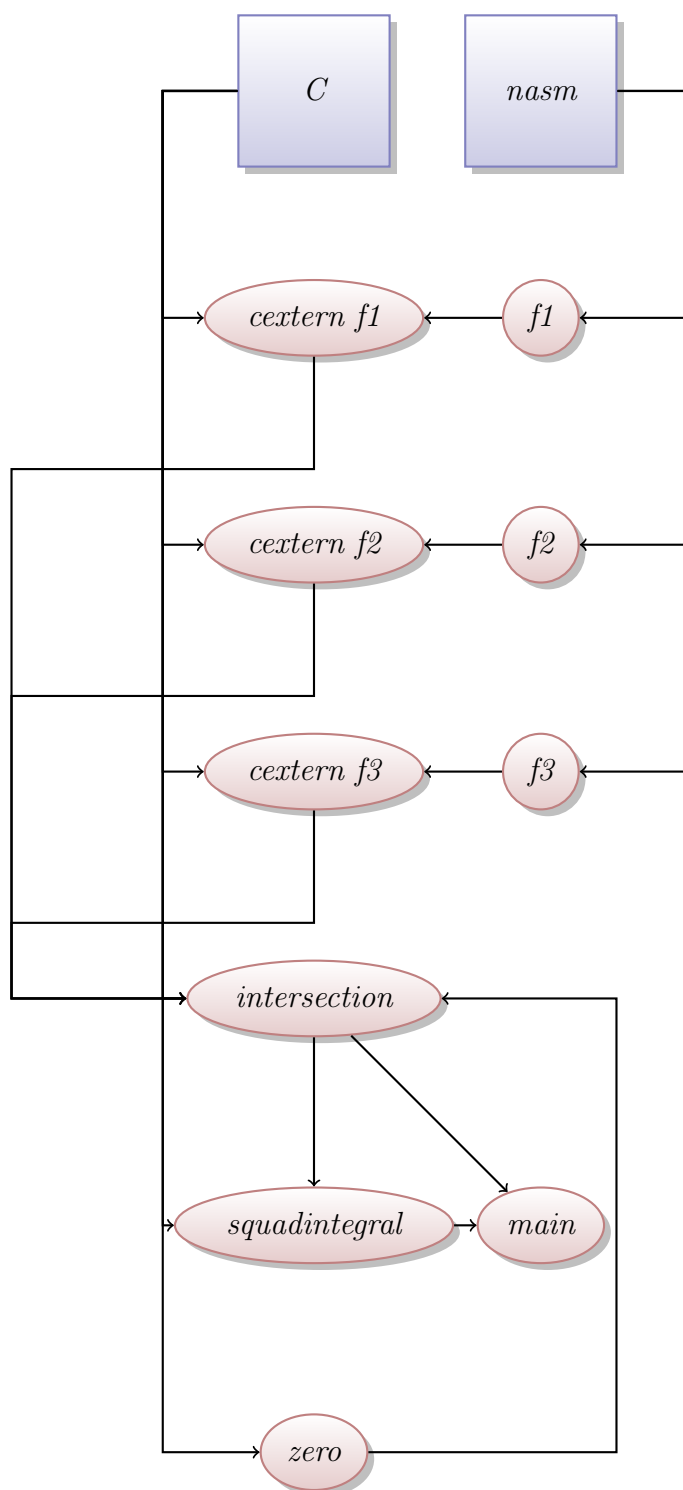 C
nasm
cextern f1
f1
cextern f2
f2
cextern f3
f3
intersection
squadintegral
main
zero